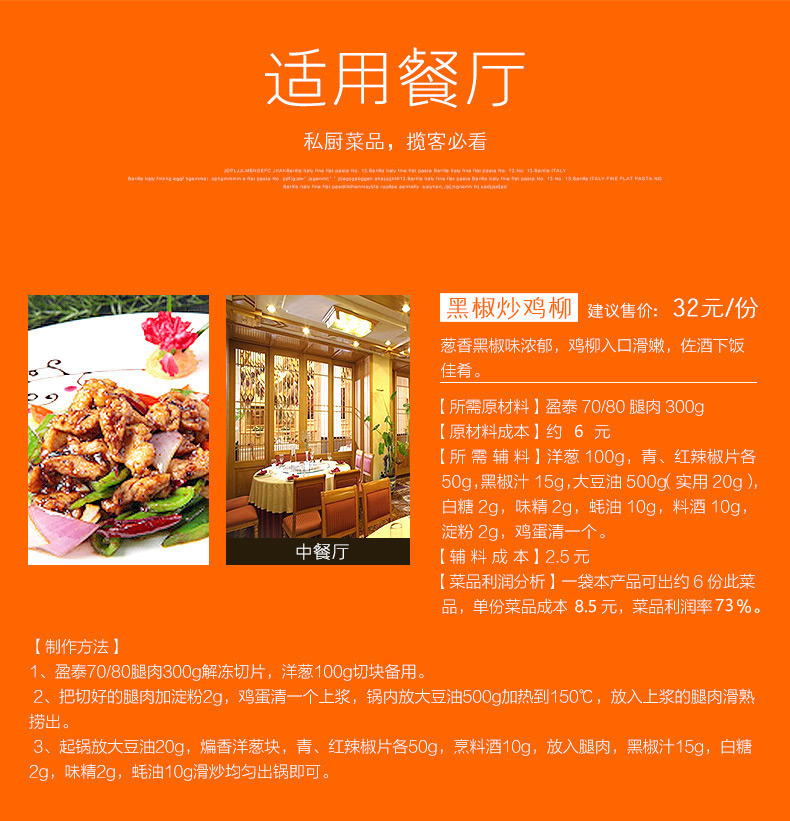 适用餐厅
私厨菜品，揽客必看
黑椒炒鸡柳 建议售价：32元/份
葱香黑椒味浓郁，鸡柳入口滑嫩，佐酒下饭
佳肴。
【所需原材料】盈泰 70/80 腿肉 300g
【原材料成本】约 6 元
【所 需 辅 料】洋葱 100g，青、红辣椒片各
50g,黑椒汁 15g,大豆油 500g( 实用 20g )，
白糖 2g，味精 2g，蚝油 10g，料酒 10g，
淀粉 2g，鸡蛋清一个。
【辅 料 成 本】2.5 元
【菜品利润分析】一袋本产品可出约 6 份此菜
品，单份菜品成本 8.5 元，菜品利润率73%。
中餐厅
【制作方法】
1、盈泰70/80腿肉300g解冻切片，洋葱100g切块备用。
2、把切好的腿肉加淀粉2g，鸡蛋清一个上浆，锅内放大豆油500g加热到150℃，放入上浆的腿肉滑熟
捞出。
3、起锅放大豆油20g，煸香洋葱块，青、红辣椒片各50g，烹料酒10g，放入腿肉，黑椒汁15g，白糖
2g，味精2g，蚝油10g滑炒均匀出锅即可。